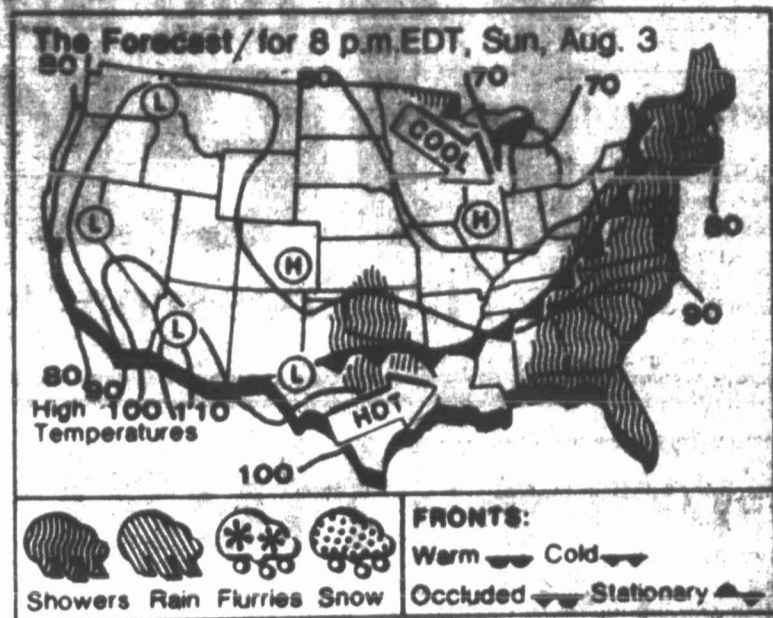 The Forecast/for 8 p.m. EDT, Sun, Aug. 3
80
80
70
70
L
COOL
L
H
80
H
L
90
L
80
90
HOT
High 100 110
Temperatures
100
Showers Rain Flurries Snow
FRONTS:
Warm Cold
Occluded Stationary